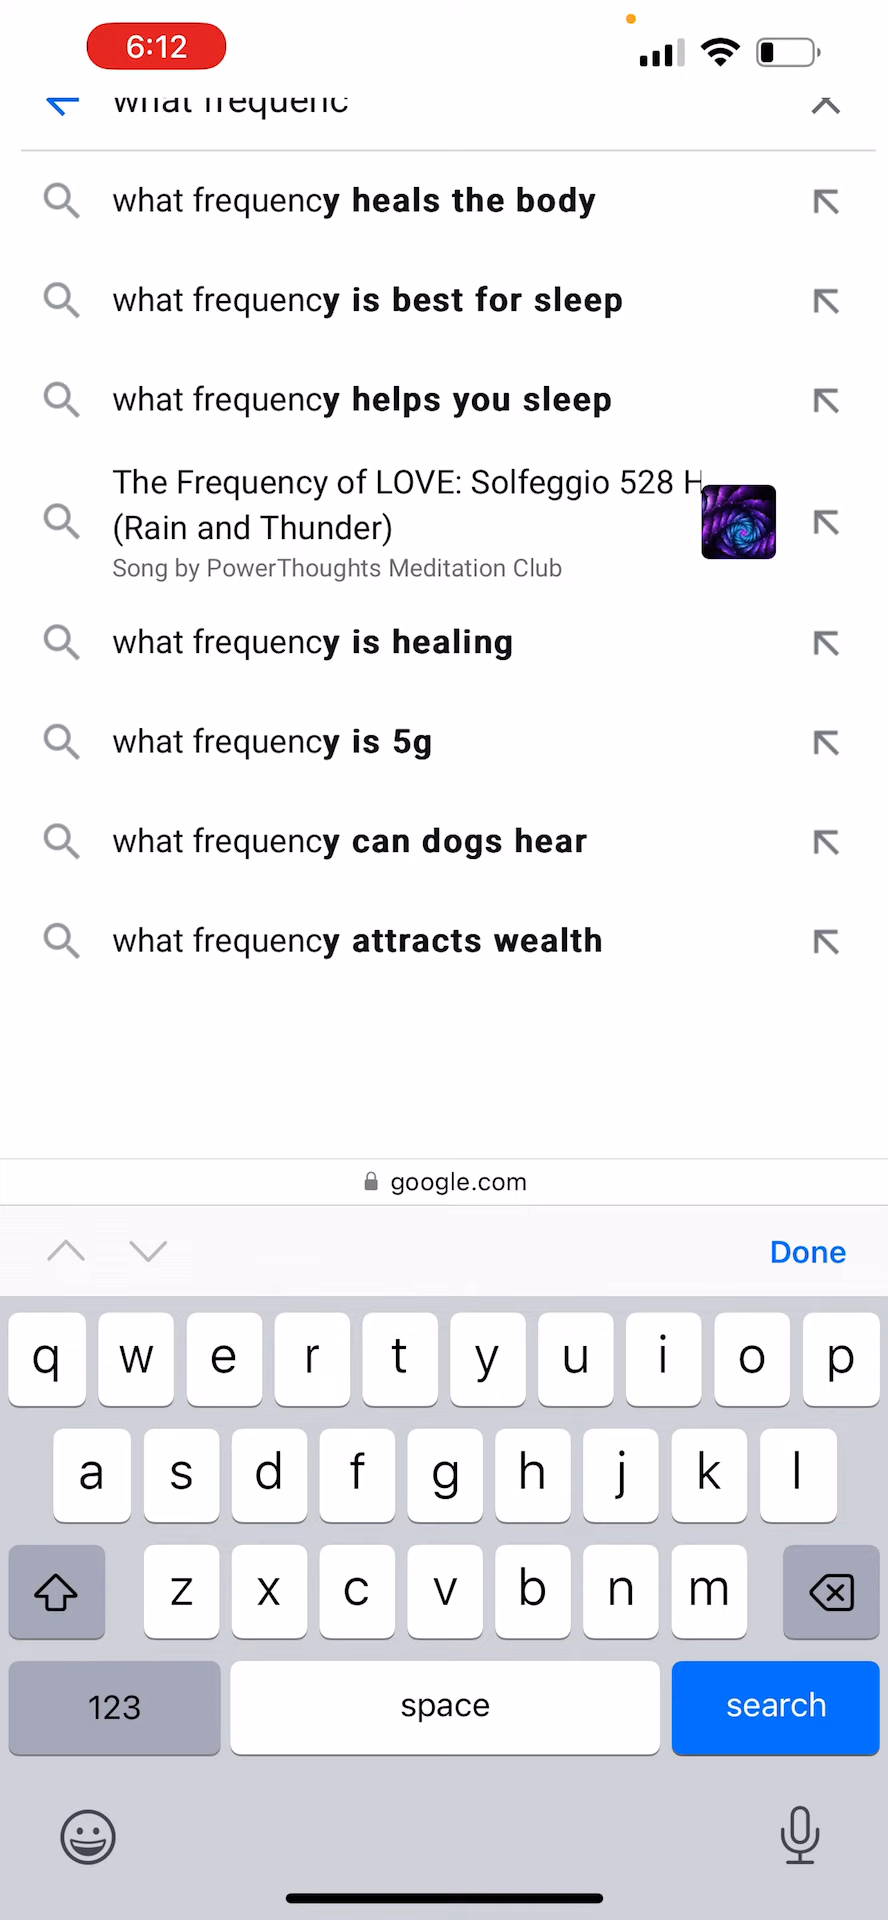 6:12
what frequenc
what frequency heals the body
what frequency is best for sleep
what frequency helps you sleep
The Frequency of LOVE: Solfeggio 528 H
(Rain and Thunder)
Song by PowerThoughts Meditation Club
what frequency is healing
what frequency is 5g
what frequency can dogs hear
what frequency attracts wealth
google.com
Done
q w e r t y u i o p
a s d f g h j k l
z x c v b n m
123 space search